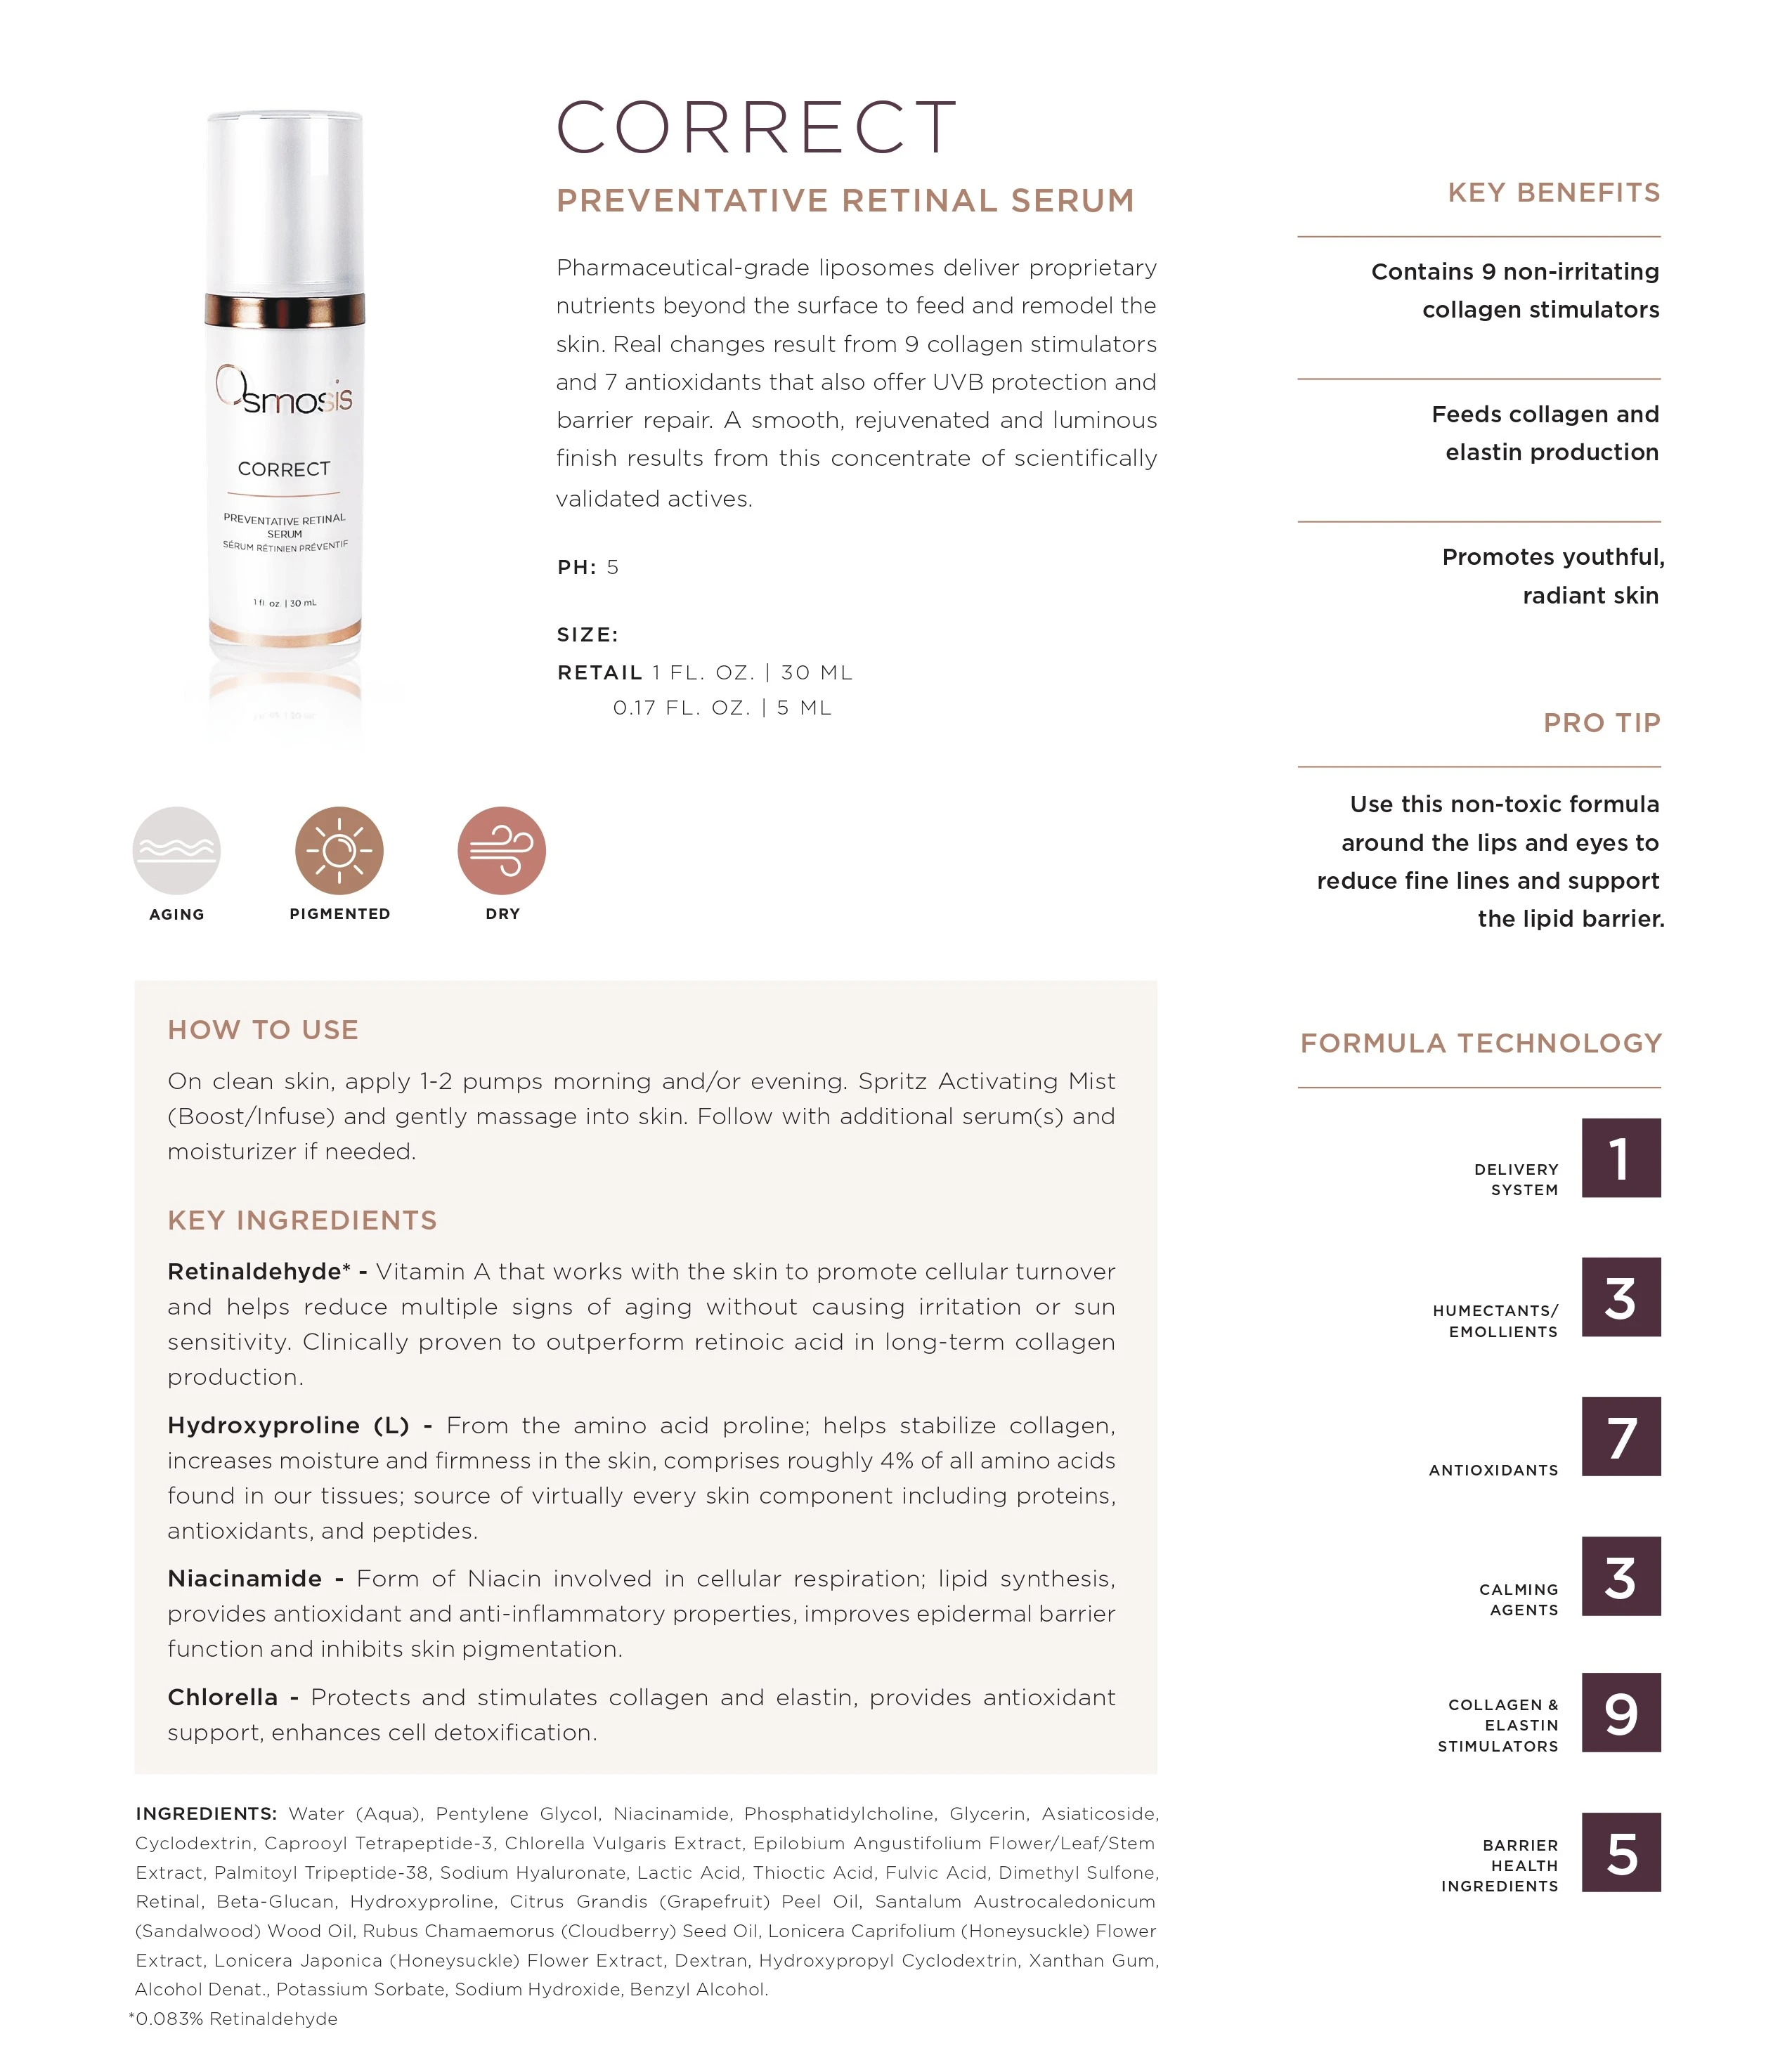 CORRECT
PREVENTATIVE RETINAL SERUM
Pharmaceutical-grade liposomes deliver proprietary
nutrients beyond the surface to feed and remodel the
skin. Real changes result from 9 collagen stimulators
and 7 antioxidants that also offer UVB protection and
barrier repair. A smooth, rejuvenated and luminous
finish results from this concentrate of scientifically
validated actives.
PH: 5
SIZE:
RETAIL 1 FL. OZ. | 30 ML
0.17 FL. OZ. | 5 ML
Osmosis
CORRECT
PREVENTATIVE RETINAL
SERUM
SÉRUM RÉTINIEN PRÉVENTIF
1 fl. oz. | 30 mL
AGING
PIGMENTED
DRY
KEY BENEFITS
Contains 9 non-irritating
collagen stimulators
Feeds collagen and
elastin production
Promotes youthful,
radiant skin
PRO TIP
Use this non-toxic formula
around the lips and eyes to
reduce fine lines and support
the lipid barrier.
HOW TO USE
On clean skin, apply 1-2 pumps morning and/or evening. Spritz Activating Mist
(Boost/Infuse) and gently massage into skin. Follow with additional serum(s) and
moisturizer if needed.
KEY INGREDIENTS
Retinaldehyde* - Vitamin A that works with the skin to promote cellular turnover
and helps reduce multiple signs of aging without causing irritation or sun
sensitivity. Clinically proven to outperform retinoic acid in long-term collagen
production.
Hydroxyproline (L) - From the amino acid proline; helps stabilize collagen,
increases moisture and firmness in the skin, comprises roughly 4% of all amino acids
found in our tissues; source of virtually every skin component including proteins,
antioxidants, and peptides.
Niacinamide - Form of Niacin involved in cellular respiration; lipid synthesis,
provides antioxidant and anti-inflammatory properties, improves epidermal barrier
function and inhibits skin pigmentation.
Chlorella - Protects and stimulates collagen and elastin, provides antioxidant
support, enhances cell detoxification.
FORMULA TECHNOLOGY
DELIVERY
SYSTEM
1
HUMECTANTS/
EMOLLIENTS
3
ANTIOXIDANTS
7
CALMING
AGENTS
3
COLLAGEN &
ELASTIN
STIMULATORS
9
BARRIER
HEALTH
INGREDIENTS
5
INGREDIENTS: Water (Aqua), Pentylene Glycol, Niacinamide, Phosphatidylcholine, Glycerin, Asiaticoside,
Cyclodextrin, Caprooyl Tetrapeptide-3, Chlorella Vulgaris Extract, Epilobium Angustifolium Flower/Leaf/Stem
Extract, Palmitoyl Tripeptide-38, Sodium Hyaluronate, Lactic Acid, Thioctic Acid, Fulvic Acid, Dimethyl Sulfone,
Retinal, Beta-Glucan, Hydroxyproline, Citrus Grandis (Grapefruit) Peel Oil, Santalum Austrocaledonicum
(Sandalwood) Wood Oil, Rubus Chamaemorus (Cloudberry) Seed Oil, Lonicera Caprifolium (Honeysuckle) Flower
Extract, Lonicera Japonica (Honeysuckle) Flower Extract, Dextran, Hydroxypropyl Cyclodextrin, Xanthan Gum,
Alcohol Denat., Potassium Sorbate, Sodium Hydroxide, Benzyl Alcohol.
*0.083% Retinaldehyde